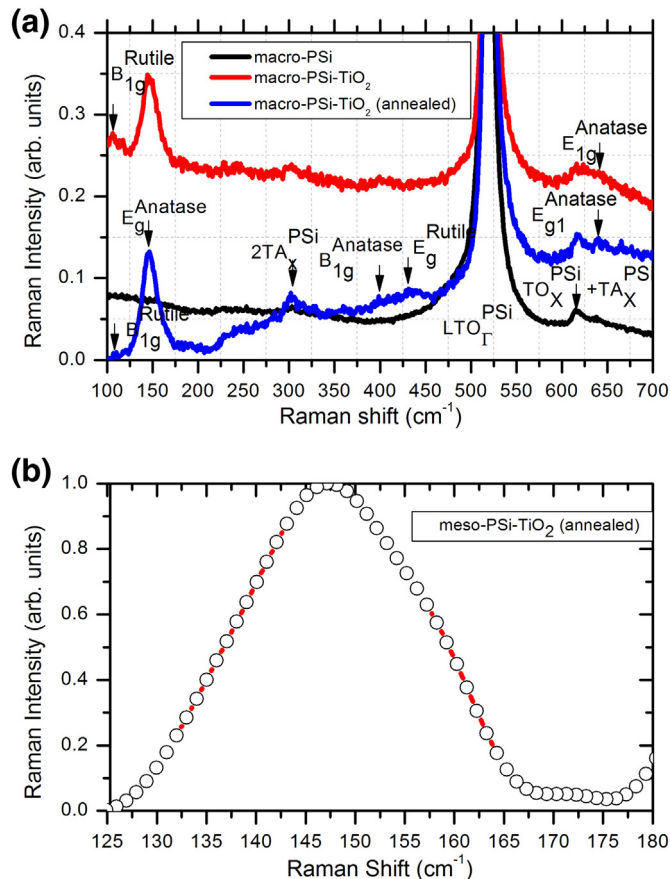 (a)
0.4
0.3
0.2
0.1
0.0
Raman Intensity (arb. units)
macro-PSi
macro-PSi-TiO2
macro-PSi-TiO2 (annealed)
B1g Rutile
Eg Anatase
B1g Rutile
2TAX PSi
B1g Anatase
Eg Rutile
LTOΓ PSi
E1g Anatase
Eg1 Anatase
TOX PSi +TAX PS
100 150 200 250 300 350 400 450 500 550 600 650 700
Raman shift (cm-1)
(b)
1.0
0.8
0.6
0.4
0.2
0.0
Raman Intensity (arb. units)
meso-PSi-TiO2 (annealed)
125 130 135 140 145 150 155 160 165 170 175 180
Raman Shift (cm-1)